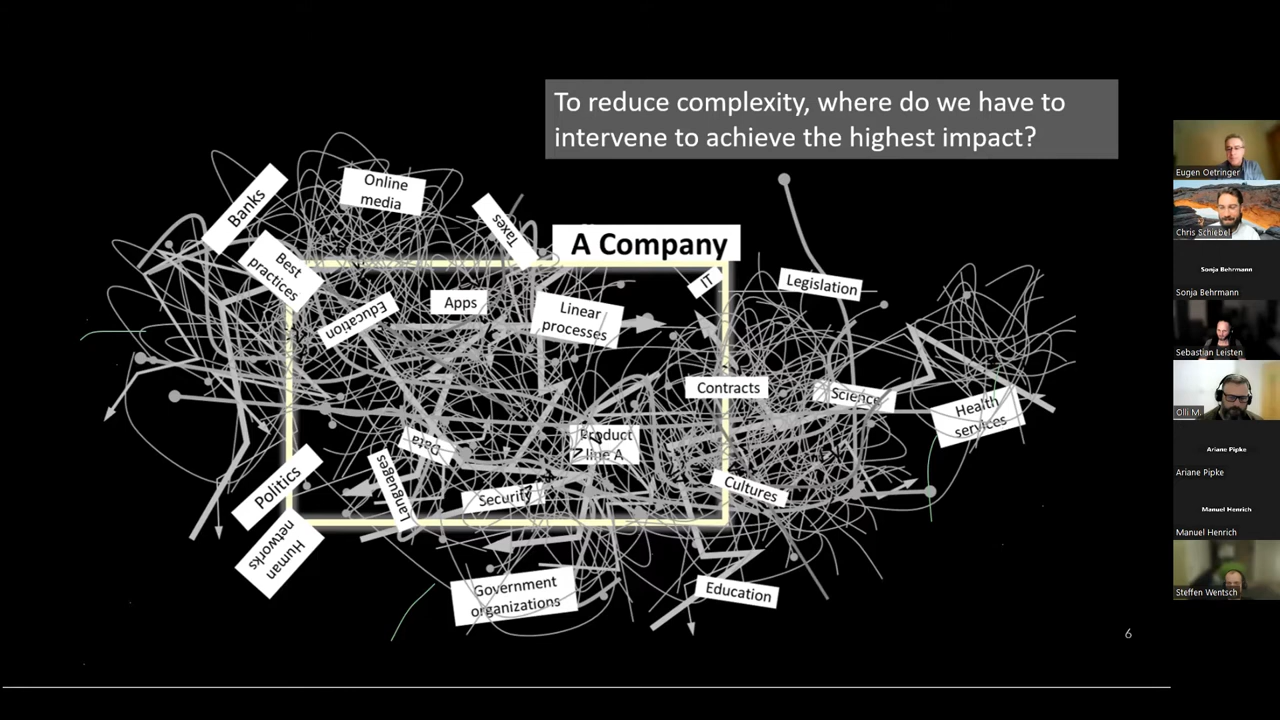 To reduce complexity, where do we have to
intervene to achieve the highest impact?
Online
media
Banks
Taxes
A Company
Best
practices
IT
Legislation
Education
Apps
Linear
processes
Contracts
Science
Health
services
Data
Product
line A
Languages
Security
Cultures
Politics
Human
networks
Government
organizations
Education
6
Eugen Oetringer
Chris Schiebel
Sonja Behrmann
Sonja Behrmann
Sebastian Leisten
Olli M.
Ariane Pipke
Ariane Pipke
Manuel Henrich
Manuel Henrich
Steffen Wentsch